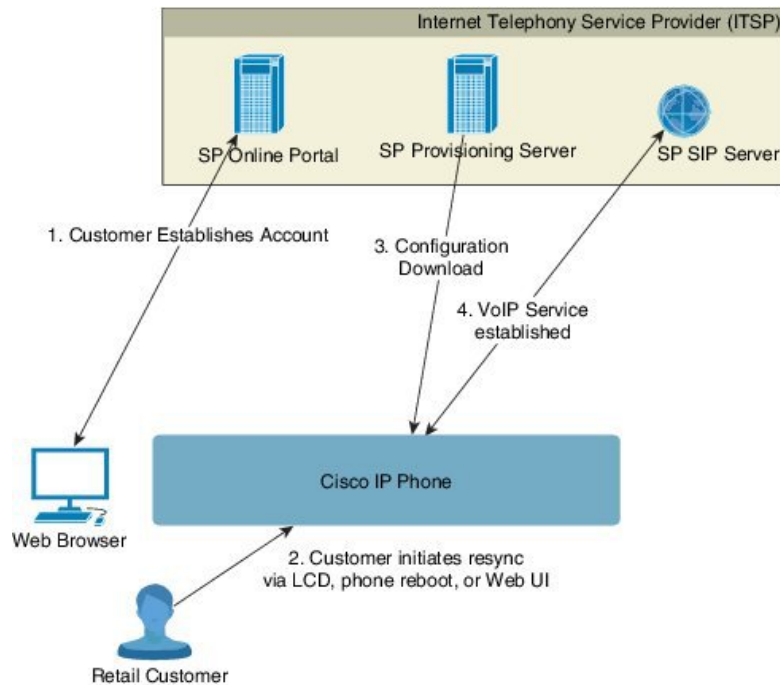 Internet Telephony Service Provider (ITSP)
SP Online Portal
SP Provisioning Server
SP SIP Server
1. Customer Establishes Account
3. Configuration
Download
4. VoIP Service
established
Cisco IP Phone
Web Browser
2. Customer initiates resync
via LCD, phone reboot, or Web UI
Retail Customer